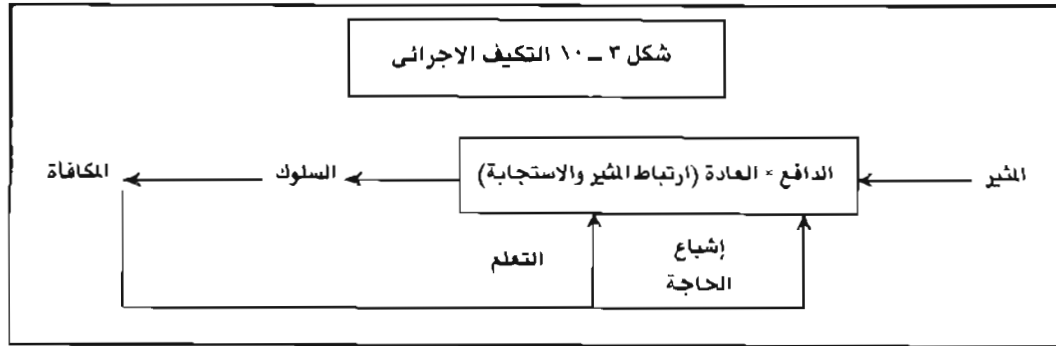 شكل ٣ – ١٠ التكيف الاجرائى
المثير
الدافع × العادة (ارتباط المثير والاستجابة)
السلوك
المكافأة
إشباع
الحاجة
التعلم